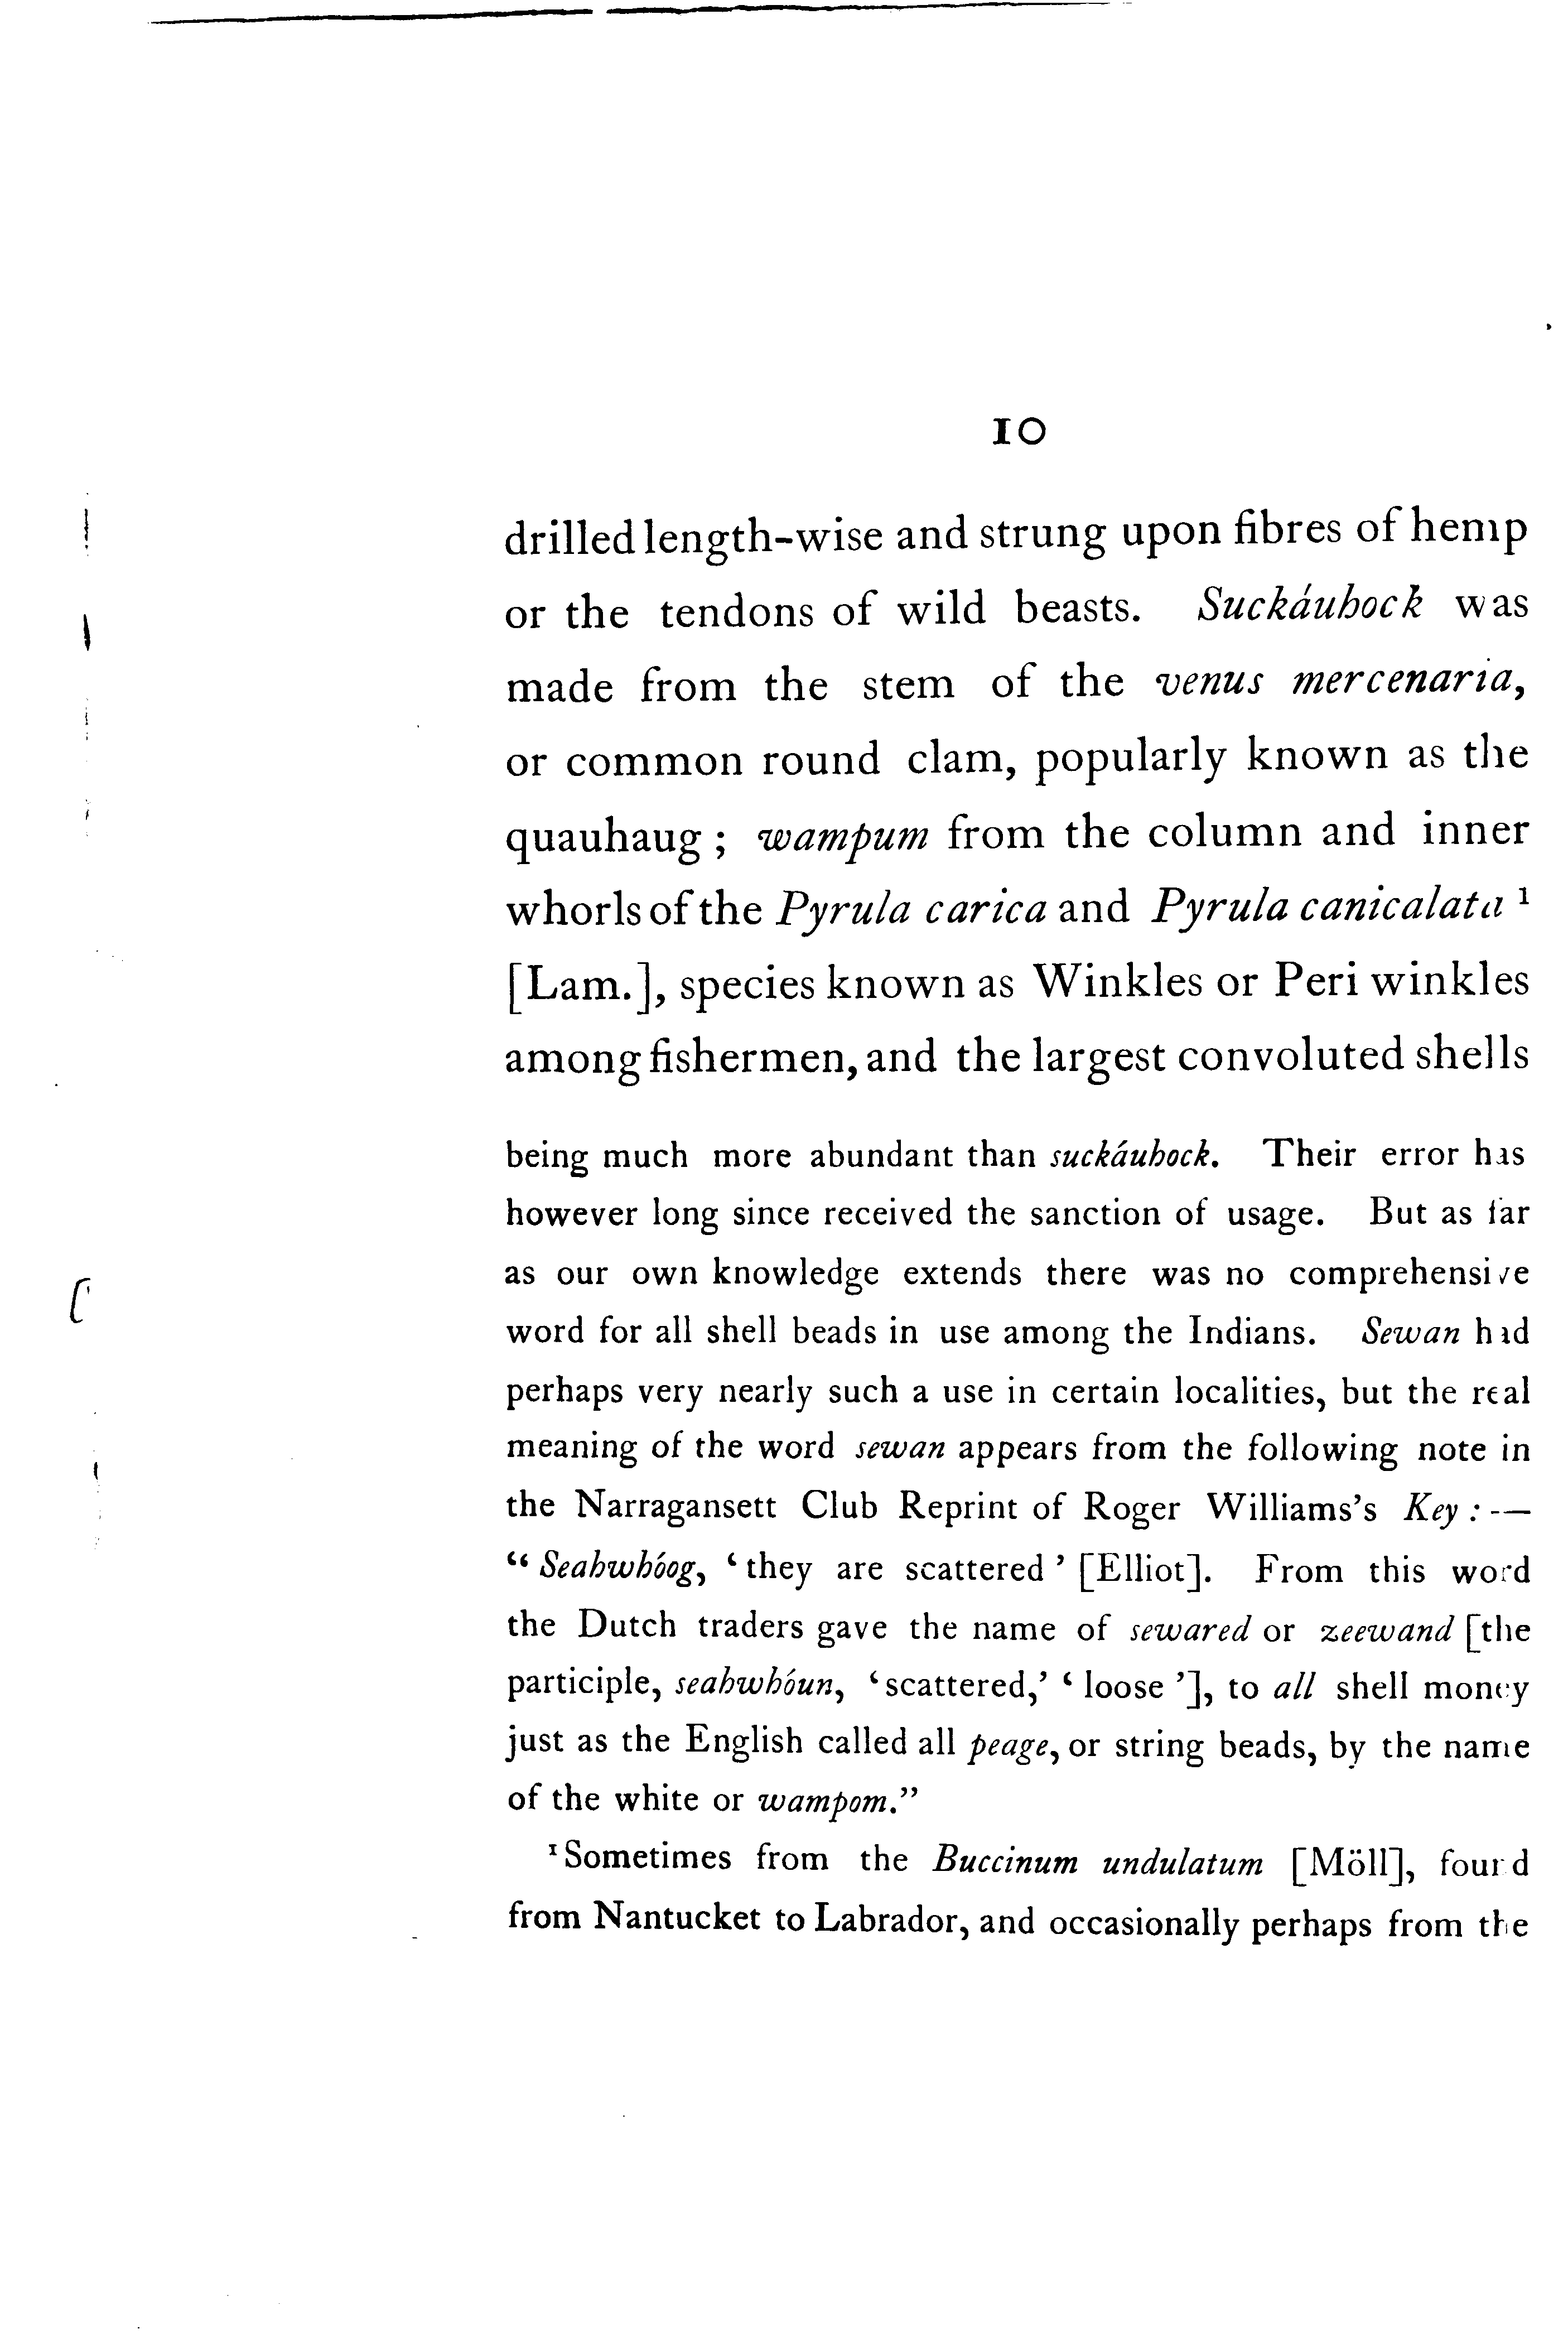 10
drilled length-wise and strung upon fibres of hemp
or the tendons of wild beasts. Suckáuhock was
made from the stem of the venus mercenaria,
or common round clam, popularly known as the
quauhaug ; wampum from the column and inner
whorls of the Pyrula carica and Pyrula canicalata ¹
[Lam.], species known as Winkles or Peri winkles
among fishermen, and the largest convoluted shells
being much more abundant than suckáuhock. Their error has
however long since received the sanction of usage. But as far
as our own knowledge extends there was no comprehensive
word for all shell beads in use among the Indians. Sewan had
perhaps very nearly such a use in certain localities, but the real
meaning of the word sewan appears from the following note in
the Narragansett Club Reprint of Roger Williams's Key : —
“ Seahwhóog, ‘ they are scattered ’ [Elliot]. From this word
the Dutch traders gave the name of sewared or zeewand [the
participle, seahwhóun, ‘ scattered,’ ‘ loose ’], to all shell money
just as the English called all peage, or string beads, by the name
of the white or wampom.”
¹ Sometimes from the Buccinum undulatum [Möll], found
from Nantucket to Labrador, and occasionally perhaps from the